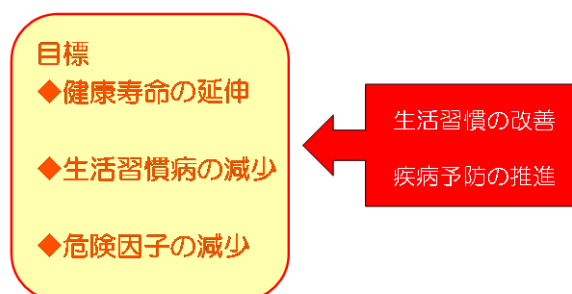 目標
◆健康寿命の延伸
◆生活習慣病の減少
◆危険因子の減少
生活習慣の改善
疾病予防の推進